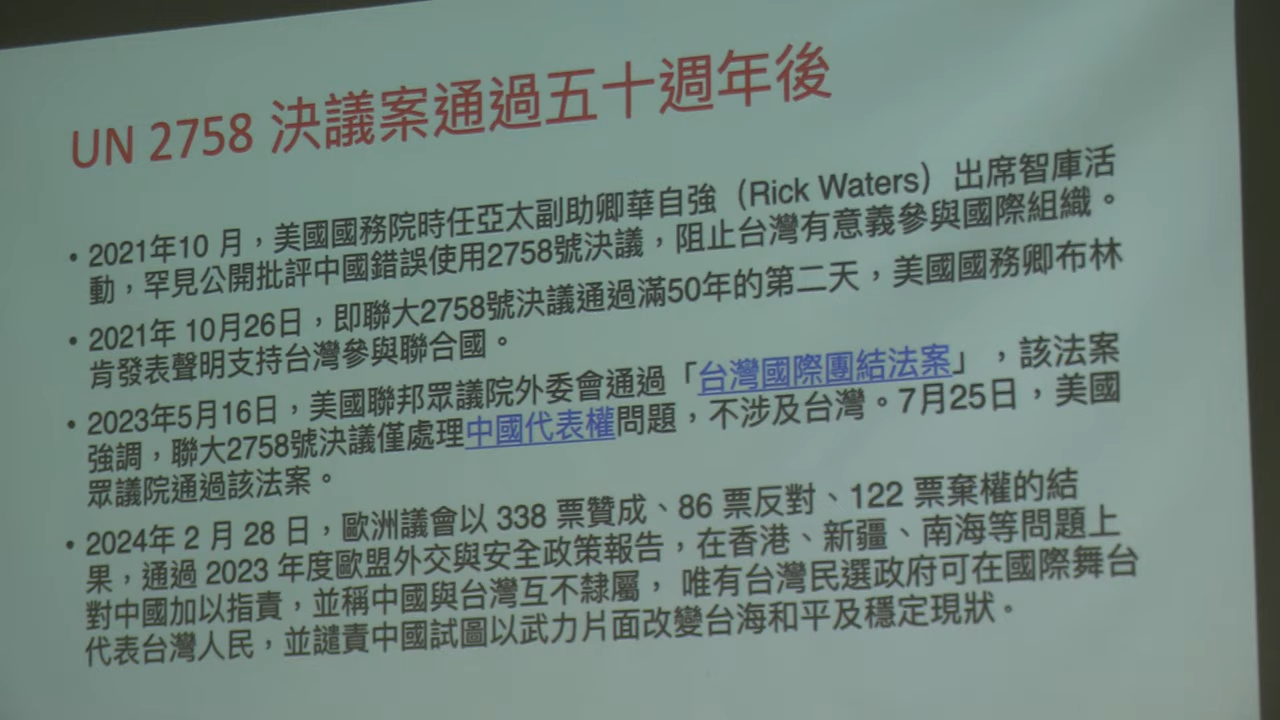 UN 2758 決議案通過五十週年後
• 2021年10 月，美國國務院時任亞太副助卿華自強（Rick Waters）出席智庫活
動，罕見公開批評中國錯誤使用2758號決議，阻止台灣有意義參與國際組織。
• 2021年 10月26日，即聯大2758號決議通過滿50年的第二天，美國國務卿布林
肯發表聲明支持台灣參與聯合國。
• 2023年5月16日，美國聯邦眾議院外委會通過「台灣國際團結法案」，該法案
強調，聯大2758號決議僅處理中國代表權問題，不涉及台灣。7月25日，美國
眾議院通過該法案。
• 2024年 2 月 28 日，歐洲議會以 338 票贊成、86 票反對、122 票棄權的結
果，通過 2023 年度歐盟外交與安全政策報告，在香港、新疆、南海等問題上
對中國加以指責，並稱中國與台灣互不隸屬， 唯有台灣民選政府可在國際舞台
代表台灣人民，並譴責中國試圖以武力片面改變台海和平及穩定現狀。